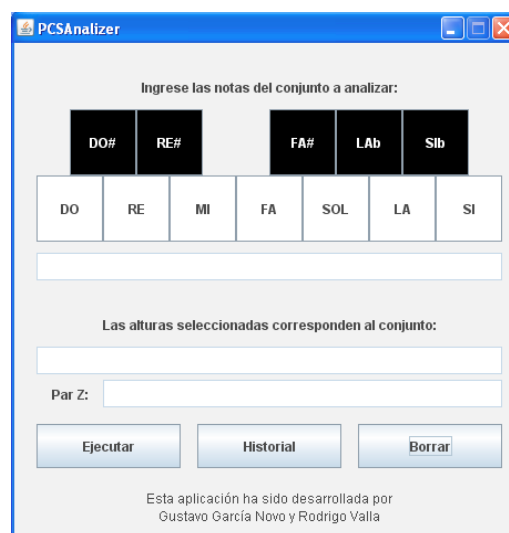 PCSAnalizer
Ingrese las notas del conjunto a analizar:
DO# RE# FA# LAb SIb
DO RE MI FA SOL LA SI
Las alturas seleccionadas corresponden al conjunto:
Par Z:
Ejecutar Historial Borrar
Esta aplicación ha sido desarrollada por
Gustavo García Novo y Rodrigo Valla